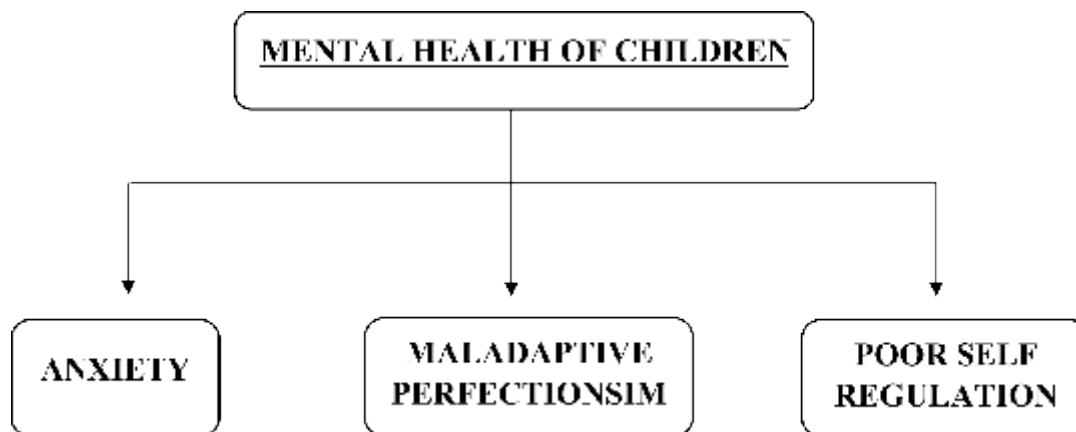 MENTAL HEALTH OF CHILDREN
ANXIETY
MALADAPTIVE
PERFECTIONSIM
POOR SELF
REGULATION